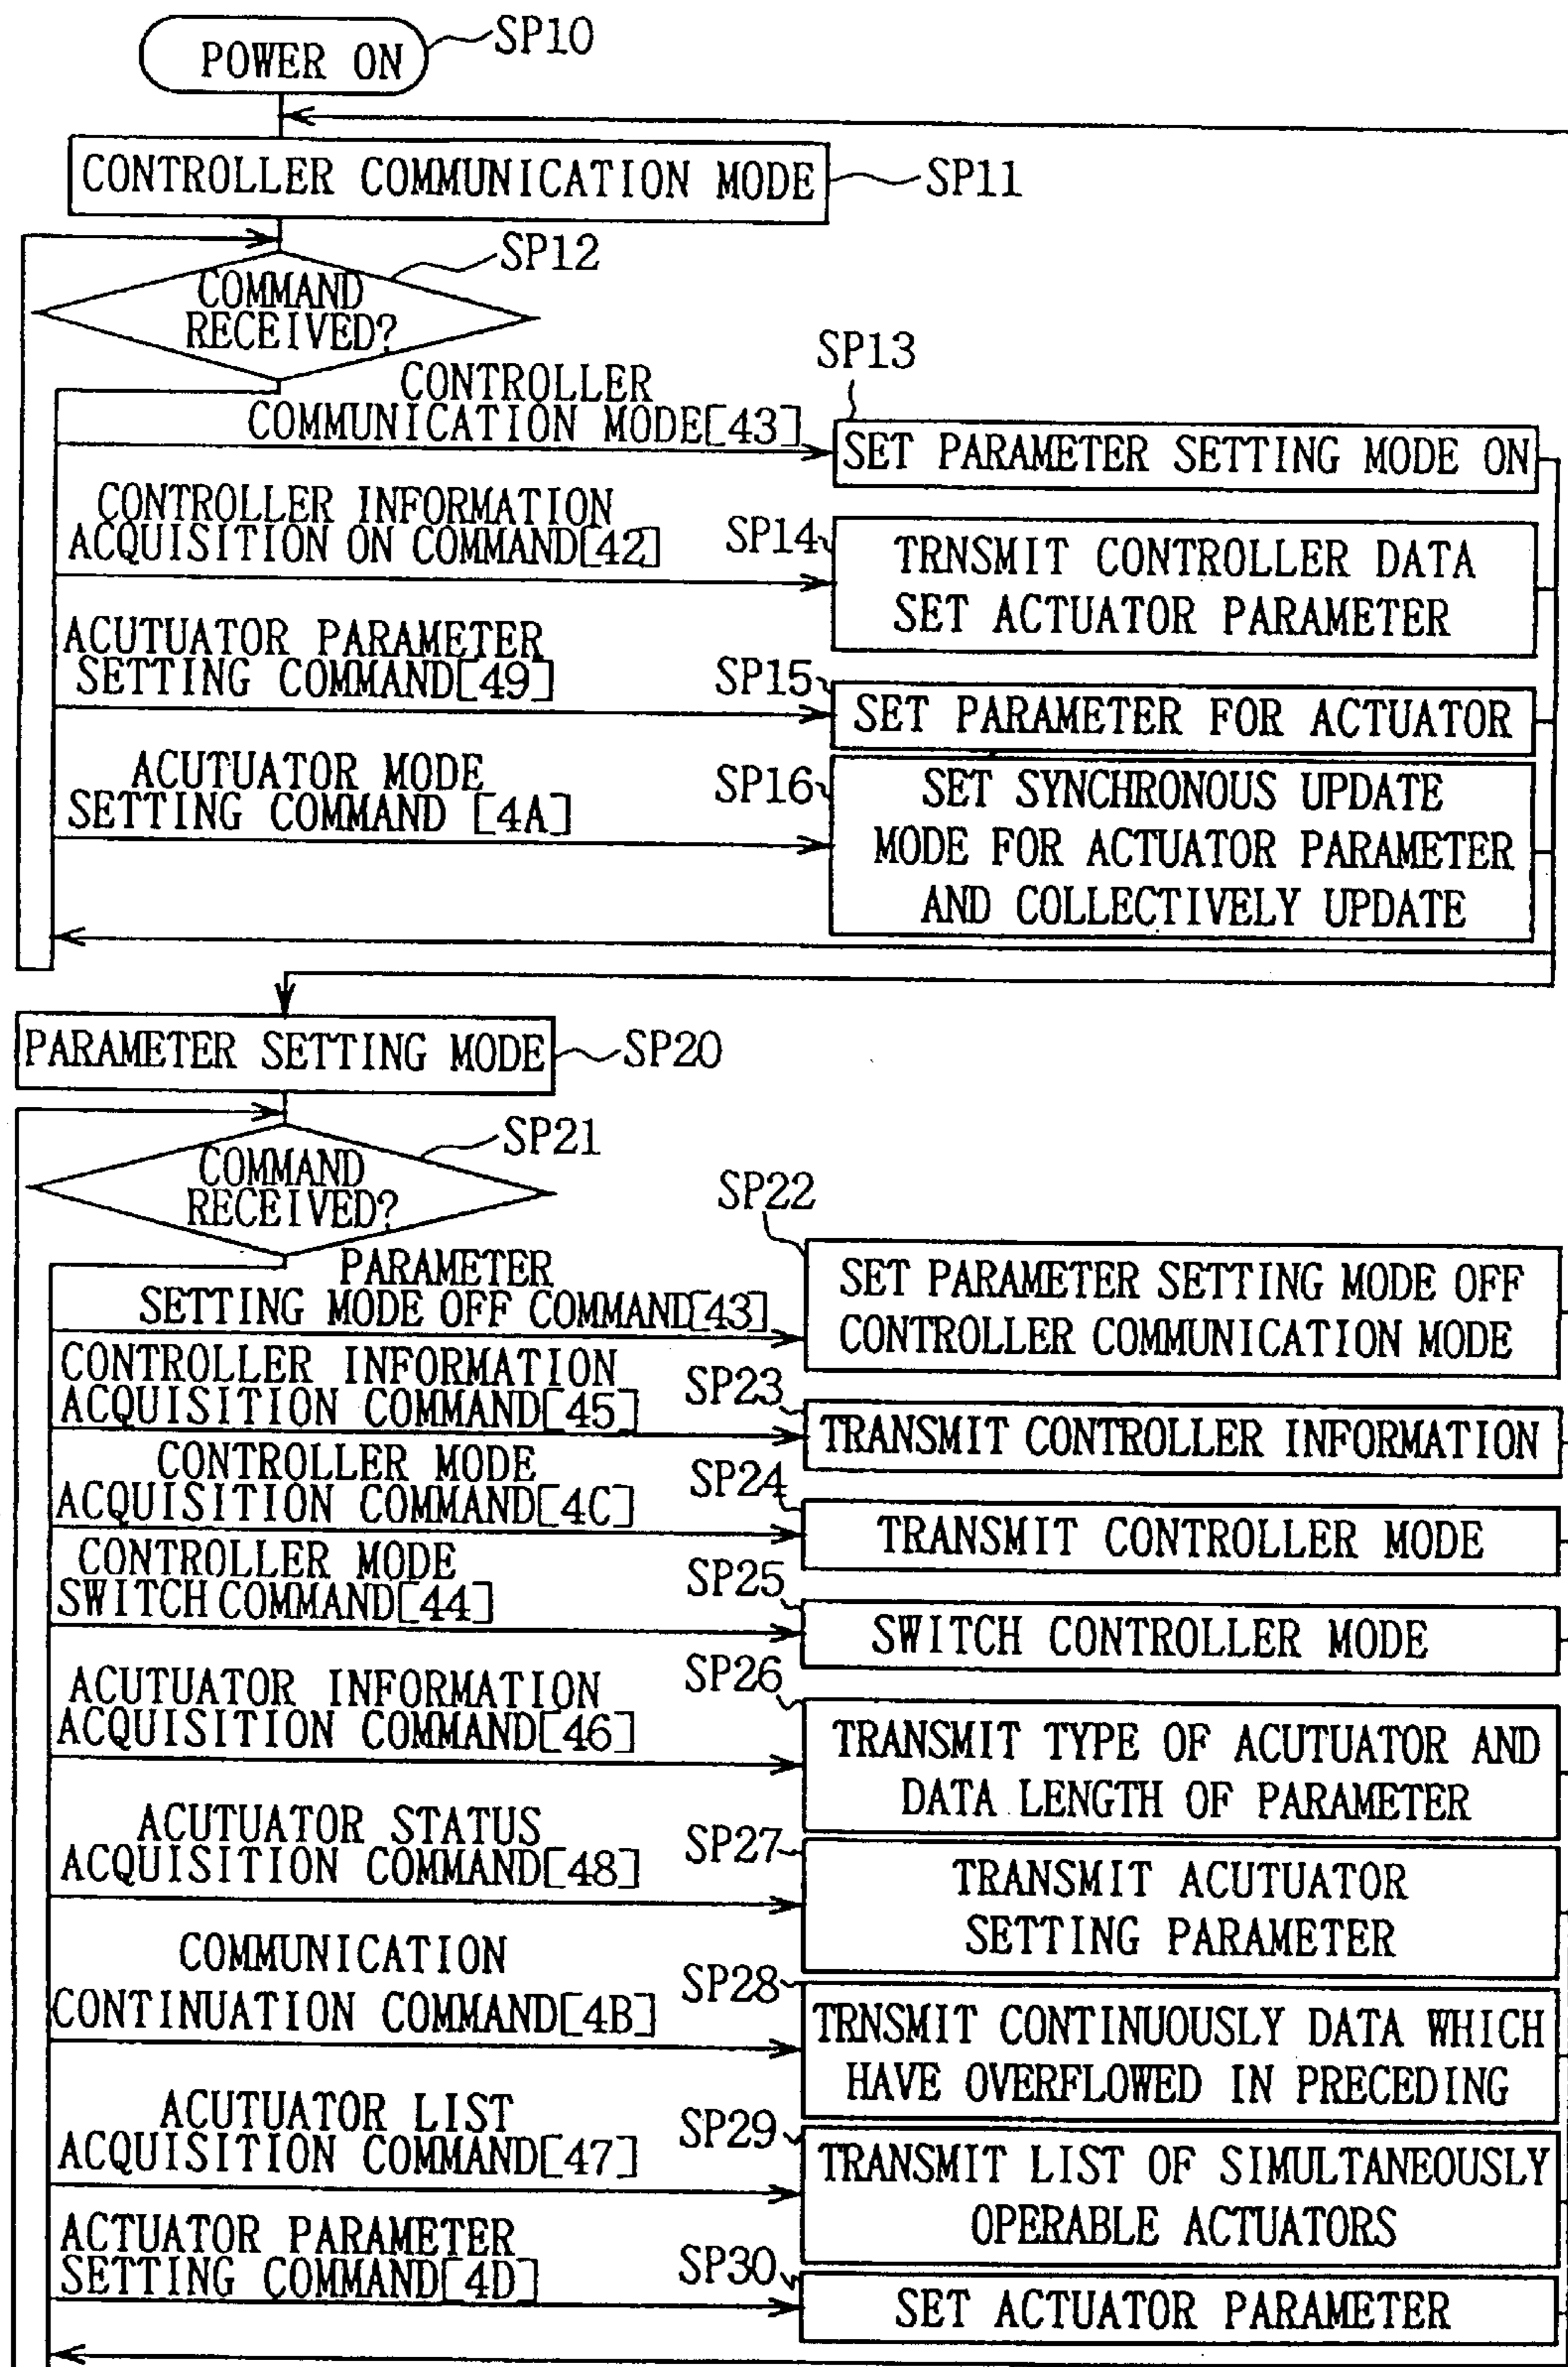 POWER ON
SP10
CONTROLLER COMMUNICATION MODE
SP11
SP12
COMMAND
RECEIVED?
CONTROLLER
COMMUNICATION MODE[43]
SP13
SET PARAMETER SETTING MODE ON
CONTROLLER INFORMATION
ACQUISITION ON COMMAND[42]
SP14
TRNSMIT CONTROLLER DATA
SET ACTUATOR PARAMETER
ACUTUATOR PARAMETER
SETTING COMMAND[49]
SP15
SET PARAMETER FOR ACTUATOR
ACUTUATOR MODE
SETTING COMMAND [4A]
SP16
SET SYNCHRONOUS UPDATE
MODE FOR ACTUATOR PARAMETER
AND COLLECTIVELY UPDATE
PARAMETER SETTING MODE
SP20
SP21
COMMAND
RECEIVED?
PARAMETER
SETTING MODE OFF COMMAND[43]
SP22
SET PARAMETER SETTING MODE OFF
CONTROLLER COMMUNICATION MODE
CONTROLLER INFORMATION
ACQUISITION COMMAND[45]
SP23
TRANSMIT CONTROLLER INFORMATION
CONTROLLER MODE
ACQUISITION COMMAND[4C]
SP24
TRANSMIT CONTROLLER MODE
CONTROLLER MODE
SWITCH COMMAND[44]
SP25
SWITCH CONTROLLER MODE
ACUTUATOR INFORMATION
ACQUISITION COMMAND[46]
SP26
TRANSMIT TYPE OF ACUTUATOR AND
DATA LENGTH OF PARAMETER
ACUTUATOR STATUS
ACQUISITION COMMAND[48]
SP27
TRANSMIT ACUTUATOR
SETTING PARAMETER
COMMUNICATION
CONTINUATION COMMAND[4B]
SP28
TRNSMIT CONTINUOUSLY DATA WHICH
HAVE OVERFLOWED IN PRECEDING
ACUTUATOR LIST
ACQUISITION COMMAND[47]
SP29
TRANSMIT LIST OF SIMULTANEOUSLY
OPERABLE ACTUATORS
ACTUATOR PARAMETER
SETTING COMMAND[4D]
SP30
SET ACTUATOR PARAMETER